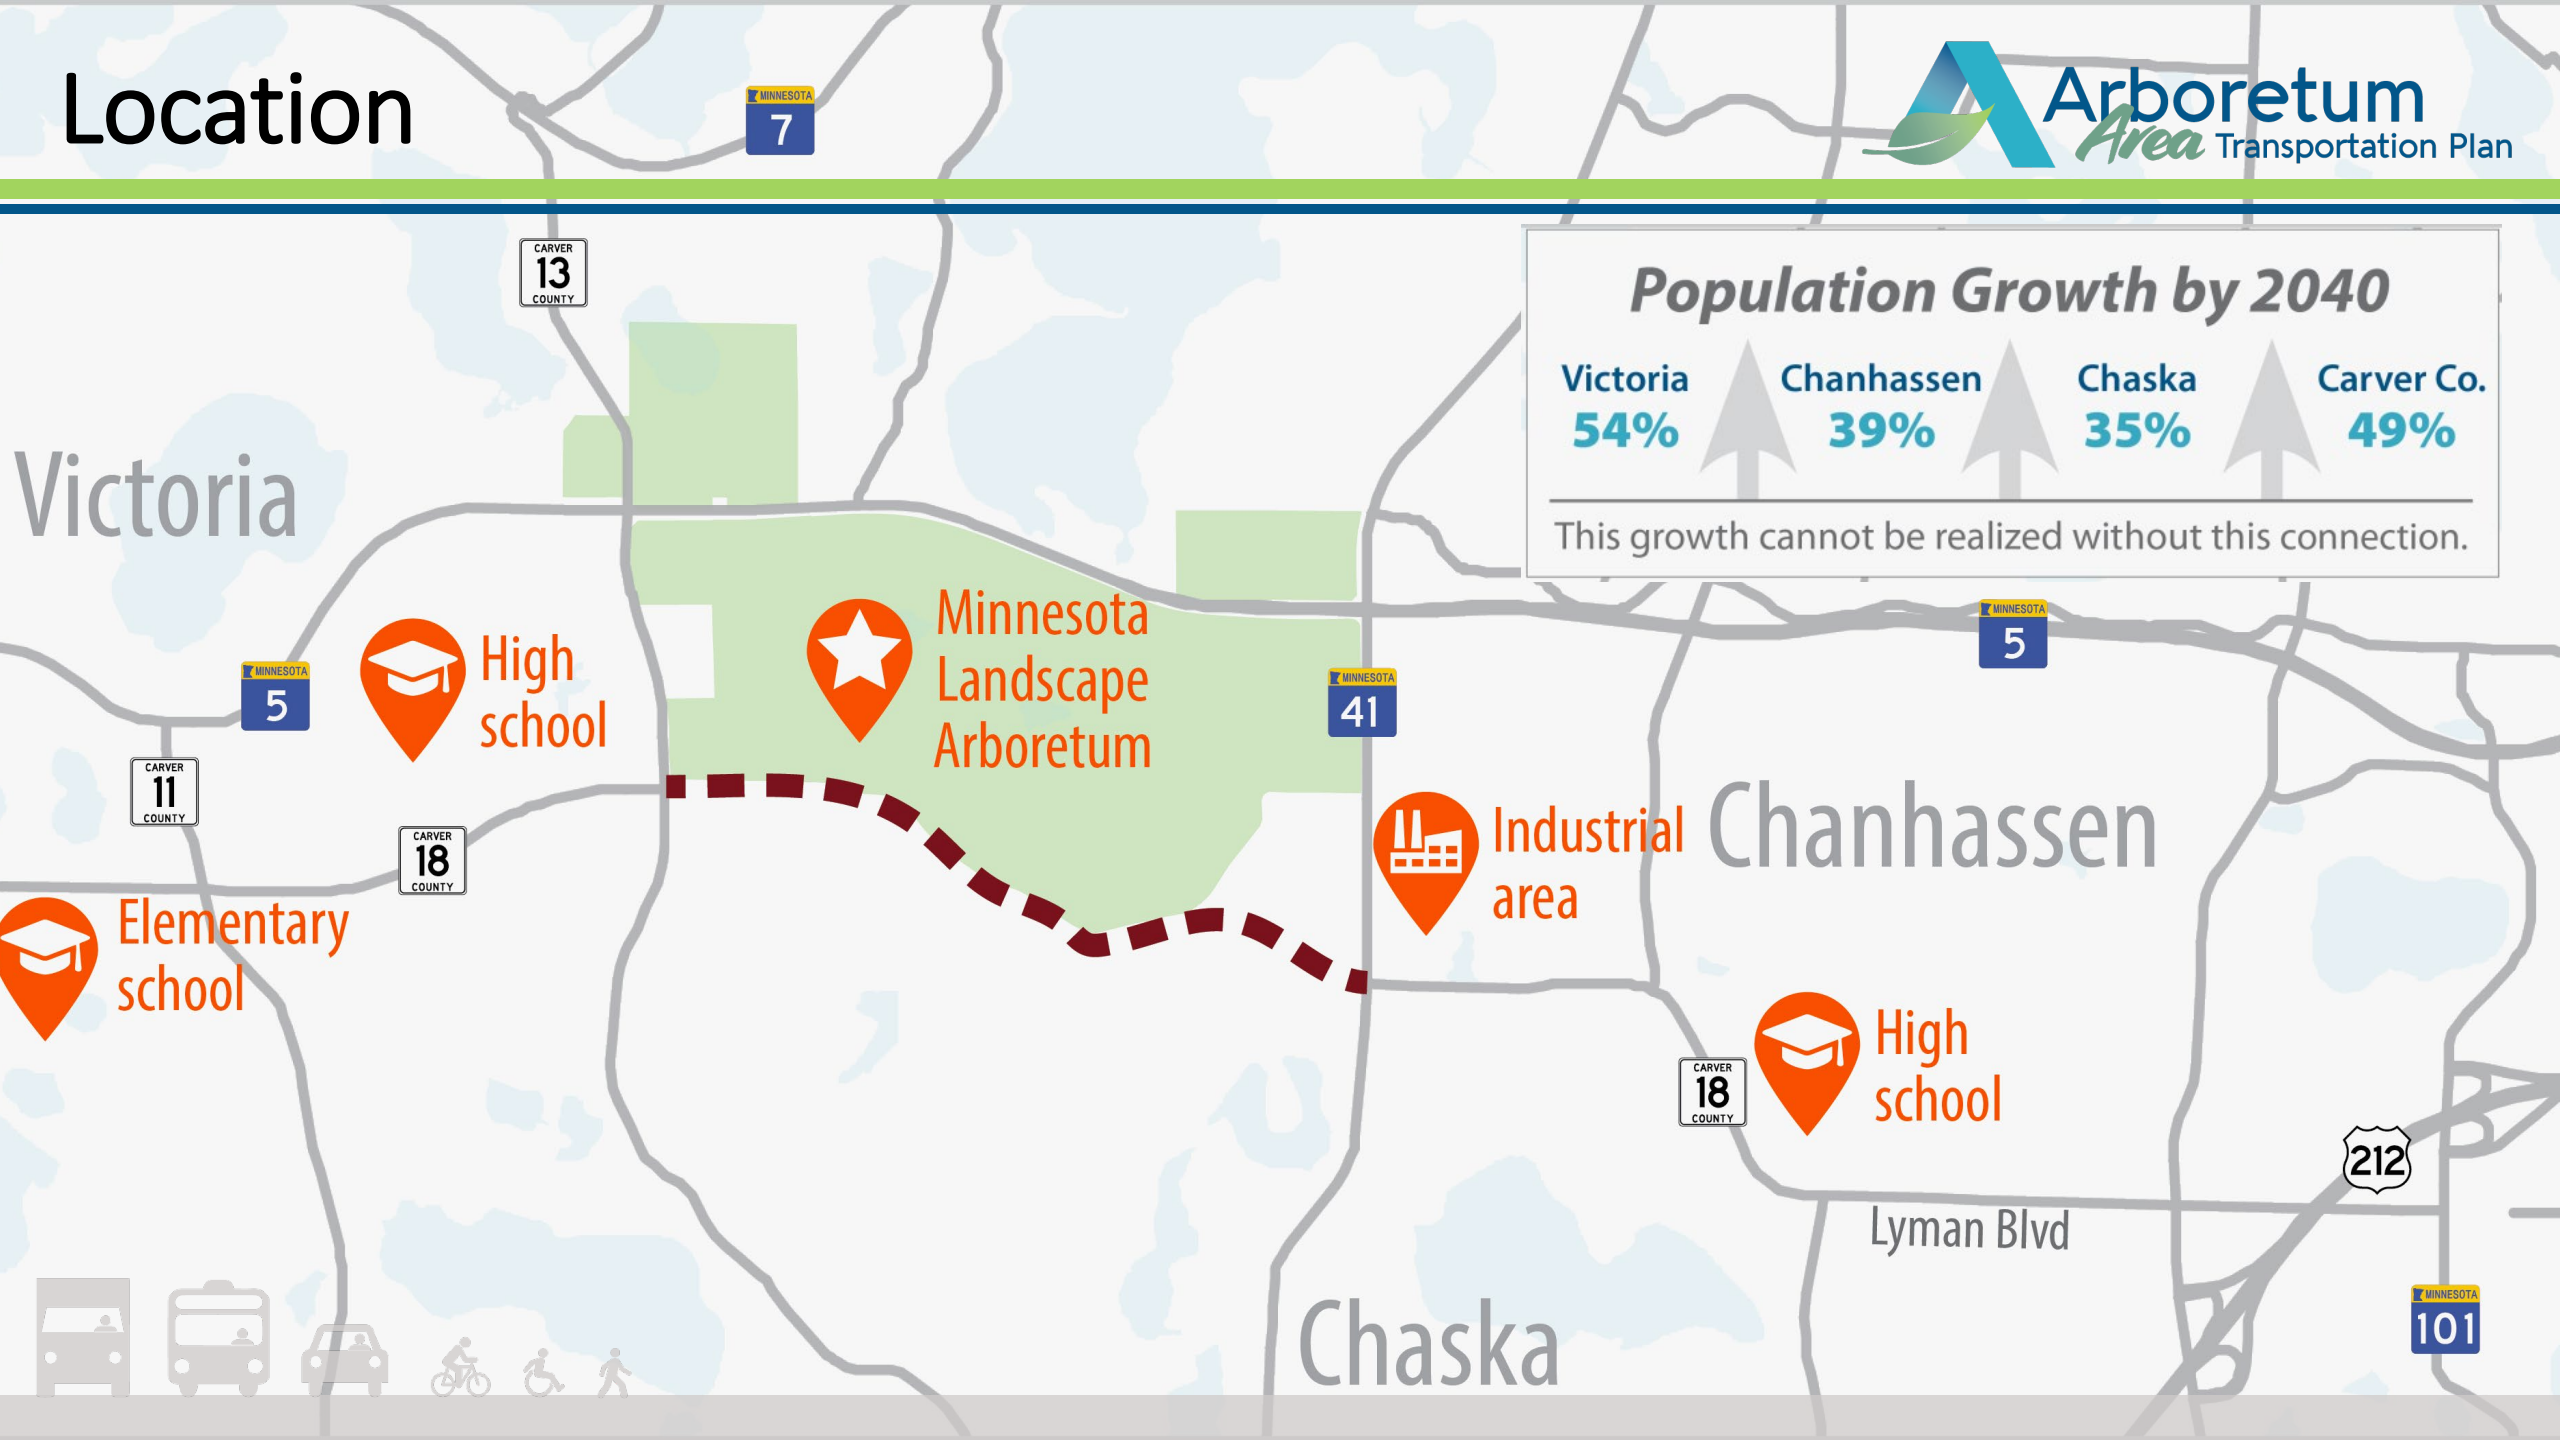 Location
MINNESOTA
7
Arboretum
Area Transportation Plan
CARVER
13
COUNTY
Population Growth by 2040
Victoria Chanhassen Chaska Carver Co.
54% 39% 35% 49%
This growth cannot be realized without this connection.
Victoria
MINNESOTA
5
High
school
Minnesota
Landscape
Arboretum
MINNESOTA
41
MINNESOTA
5
CARVER
11
COUNTY
CARVER
18
COUNTY
Industrial
area
Chanhassen
Elementary
school
High
school
CARVER
18
COUNTY
212
Lyman Blvd
MINNESOTA
101
Chaska